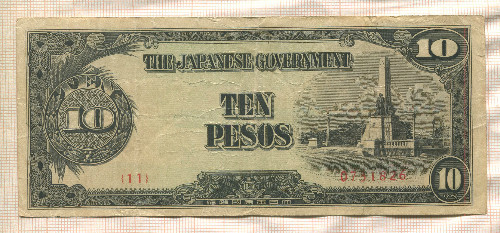 10
THE JAPANESE GOVERNMENT
TEN
PESOS
10
{11}
10